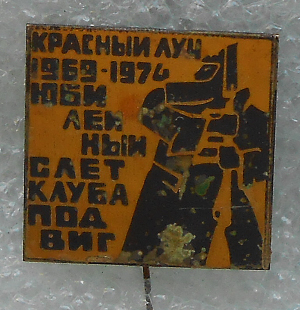 КРАСНЫЙ ЛУЧ
1969-1974
ЮБИ
ЛЕЙ
НЫЙ
СЛЕТ
КЛУБА
ПОД
ВИГ